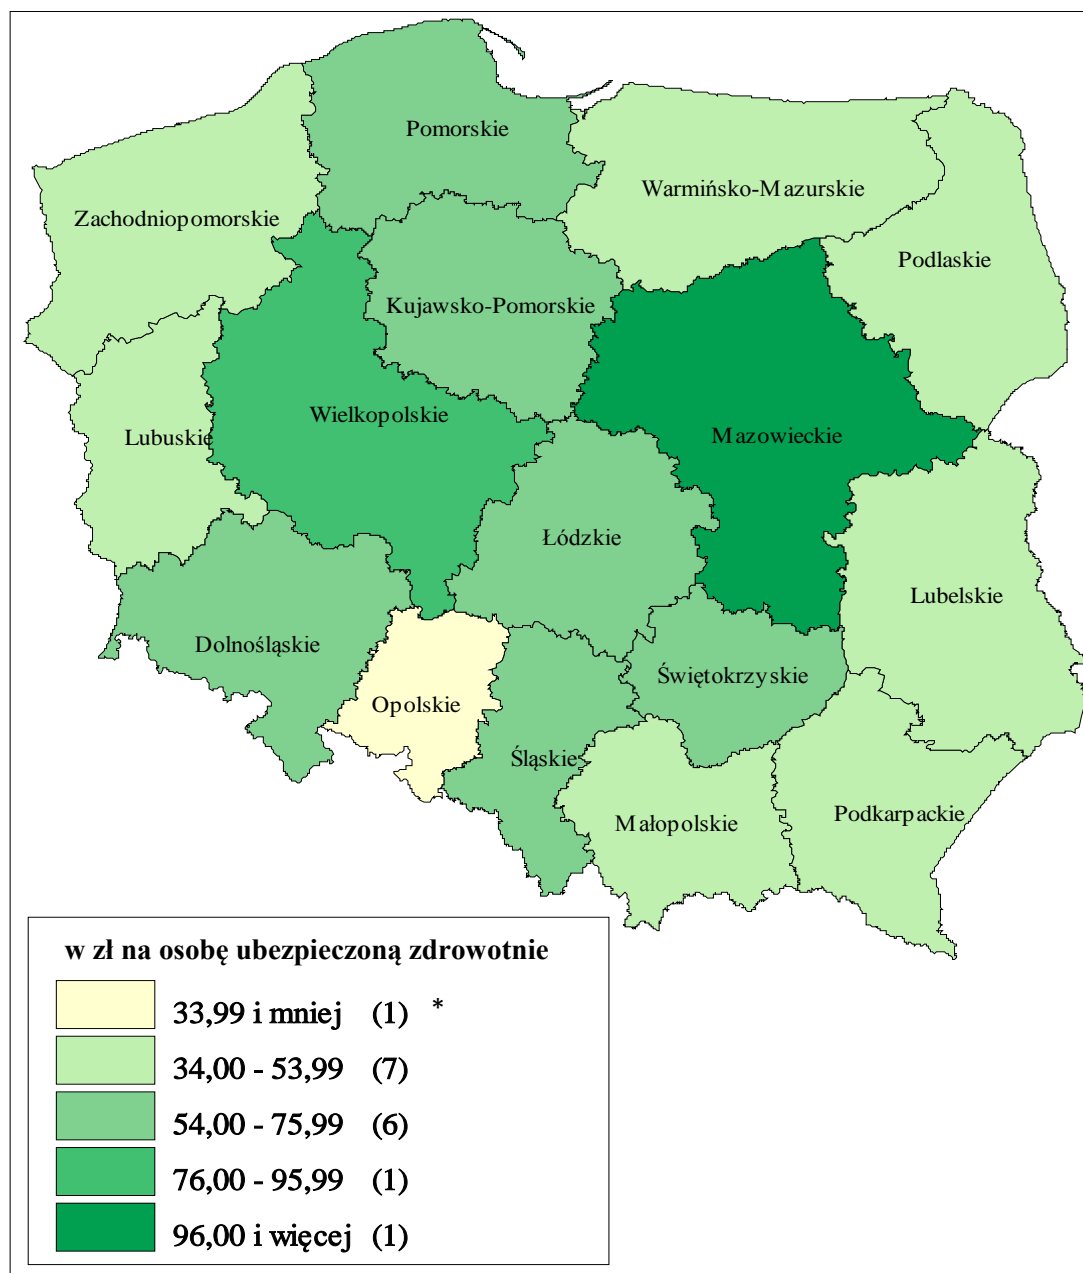 Pomorskie
Warmińsko-Mazurskie
Zachodniopomorskie
Podlaskie
Kujawsko-Pomorskie
Wielkopolskie
Lubuskie
Mazowieckie
Łódzkie
Lubelskie
Dolnośląskie
Świętokrzyskie
Opolskie
Śląskie
Małopolskie
Podkarpackie
w zł na osobę ubezpieczoną zdrowotnie
33,99 i mniej (1) *
34,00 - 53,99 (7)
54,00 - 75,99 (6)
76,00 - 95,99 (1)
96,00 i więcej (1)